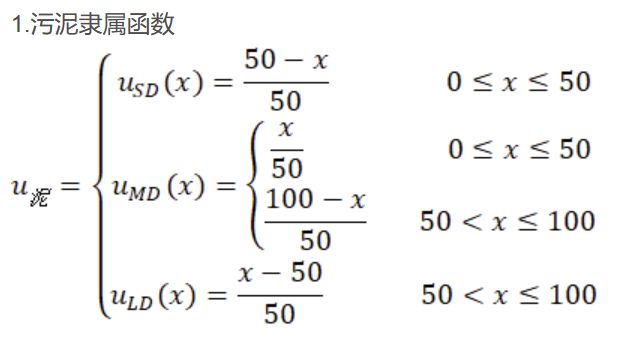 1.污泥隶属函数
u泥 = { u_SD(x) = (50 − x)/50    0 ≤ x ≤ 50
u_MD(x) = { x/50    0 ≤ x ≤ 50
(100 − x)/50    50 < x ≤ 100
u_LD(x) = (x − 50)/50    50 < x ≤ 100